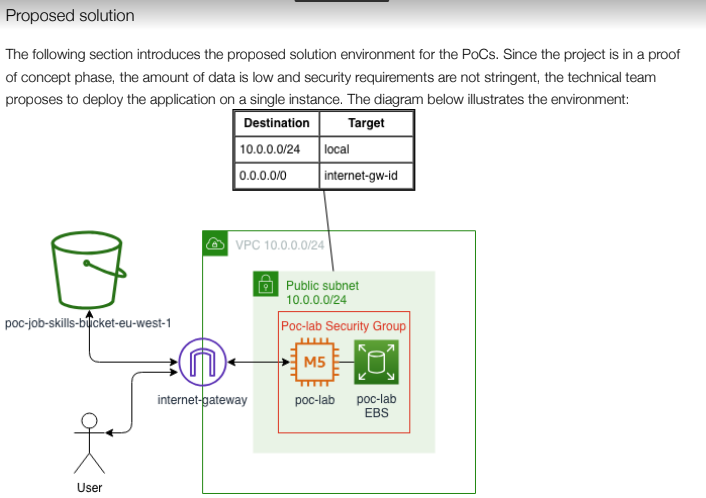 Proposed solution
The following section introduces the proposed solution environment for the PoCs. Since the project is in a proof
of concept phase, the amount of data is low and security requirements are not stringent, the technical team
proposes to deploy the application on a single instance. The diagram below illustrates the environment:
Destination Target
10.0.0.0/24 local
0.0.0.0/0 internet-gw-id
VPC 10.0.0.0/24
Public subnet
10.0.0.0/24
poc-job-skills-bucket-eu-west-1
Poc-lab Security Group
M5
internet-gateway
poc-lab
poc-lab
EBS
User